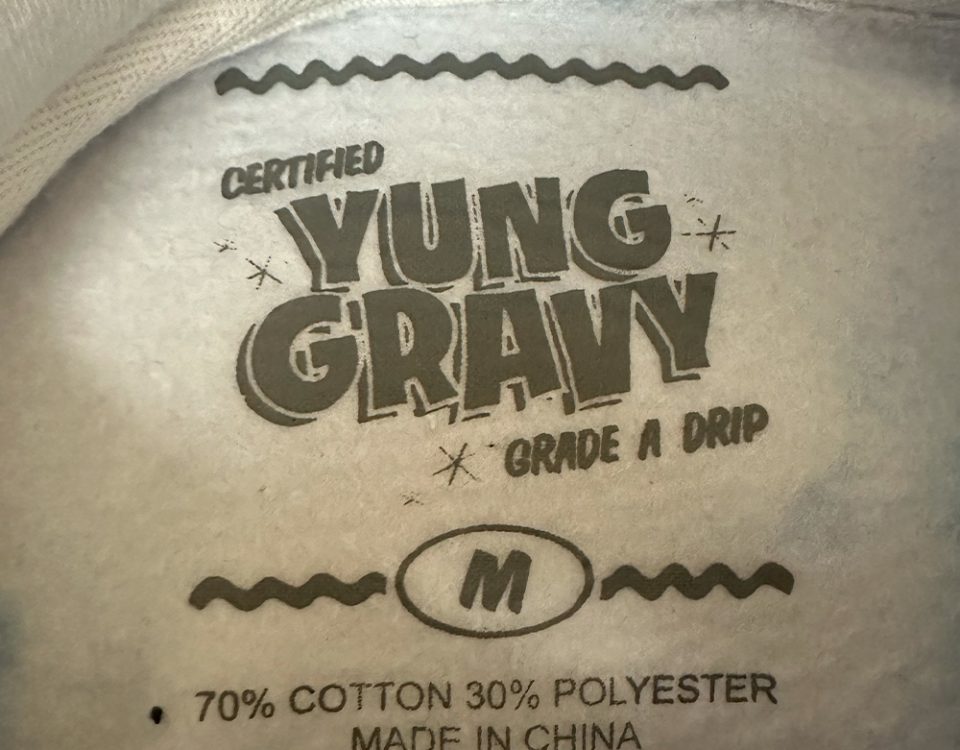 CERTIFIED
YUNG
GRAVY
GRADE A DRIP
M
70% COTTON 30% POLYESTER
MADE IN CHINA